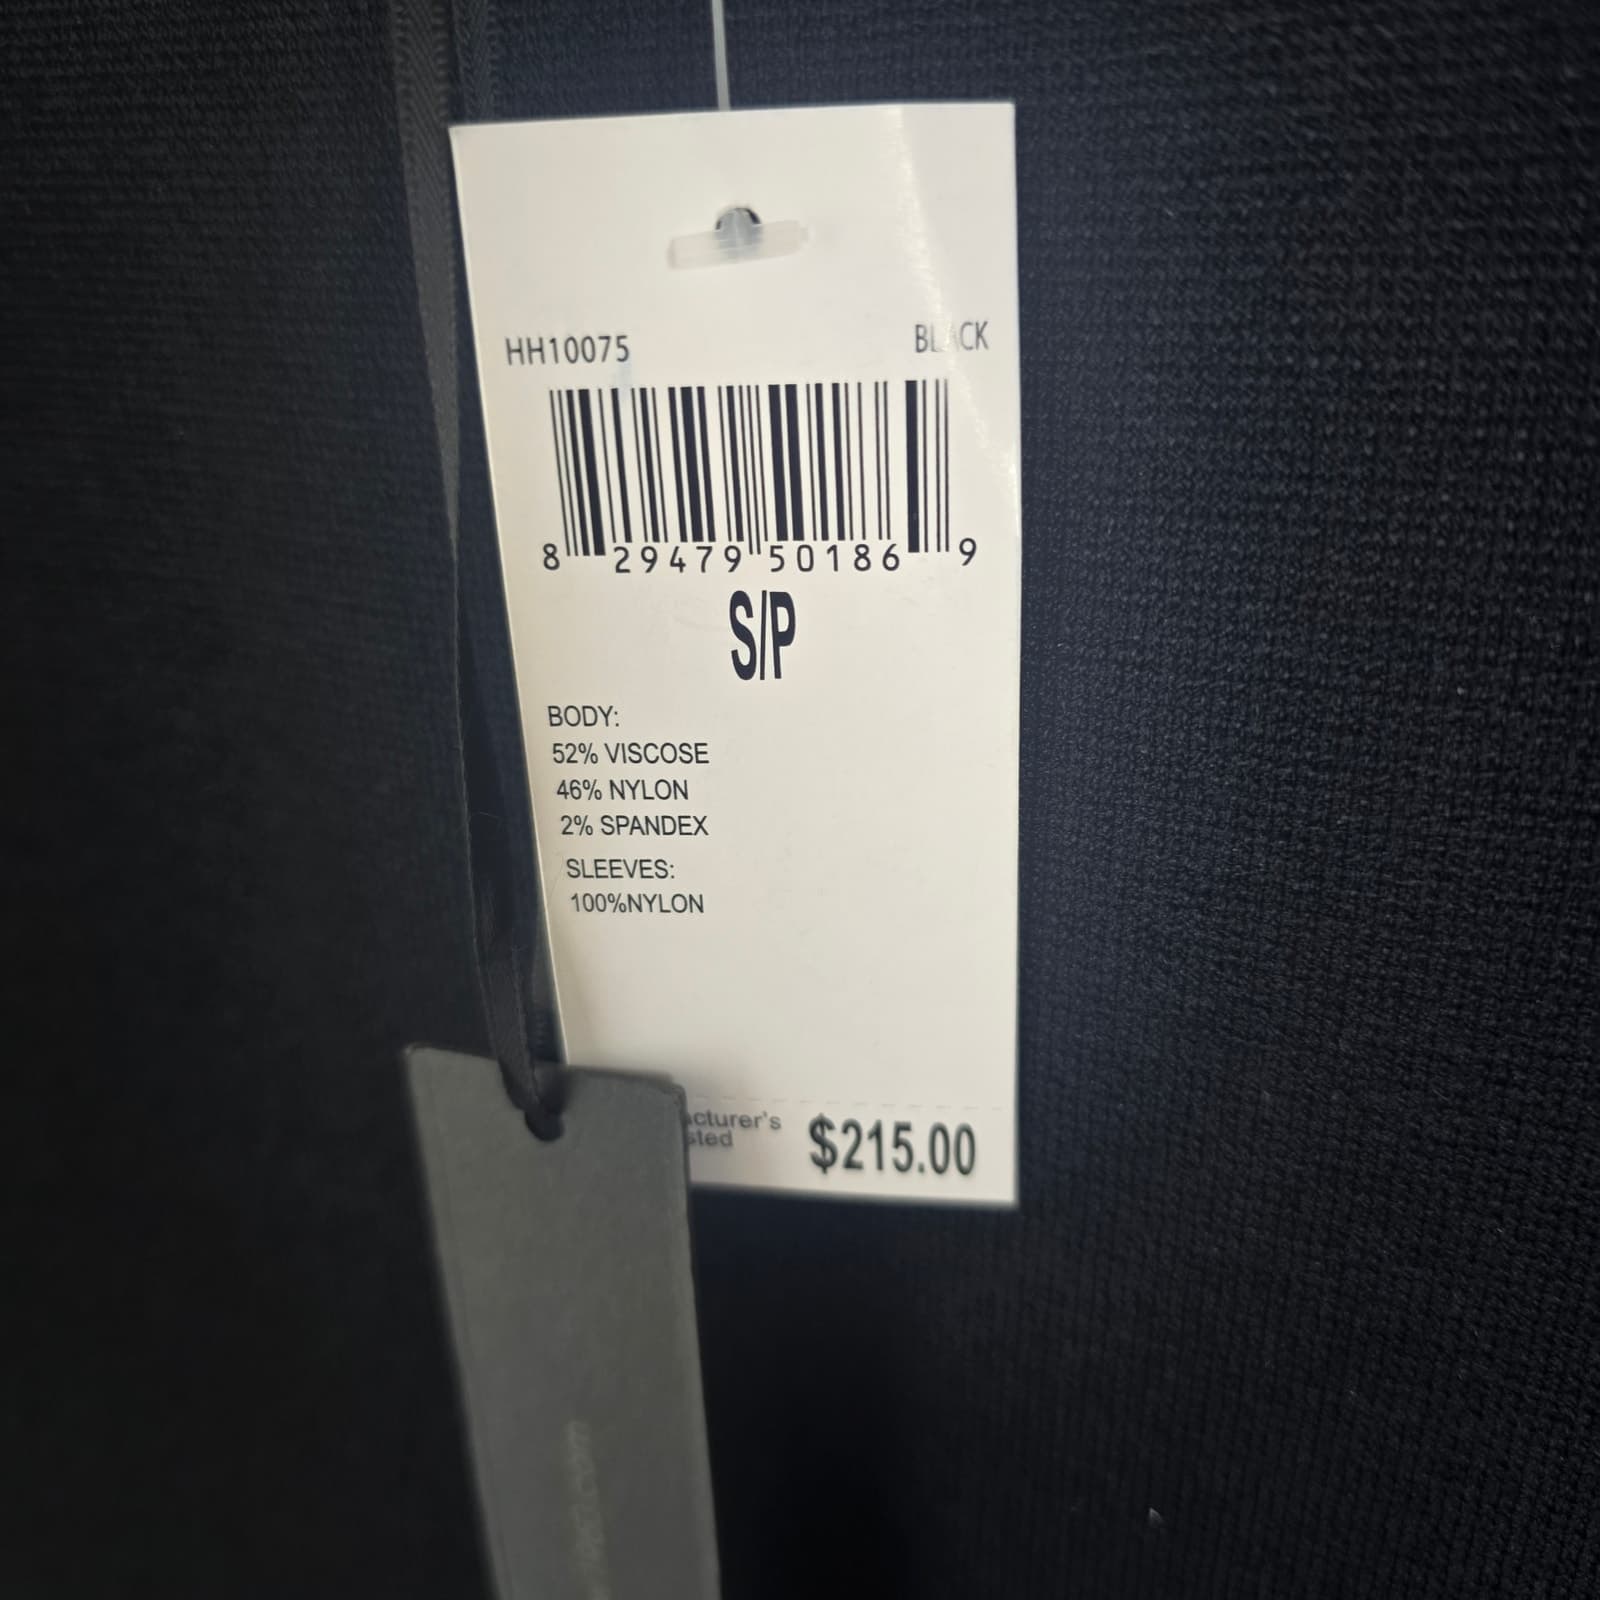 HH10075 BLACK
8 29479 50186 9
S/P
BODY:
52% VISCOSE
46% NYLON
2% SPANDEX
SLEEVES:
100%NYLON
$215.00